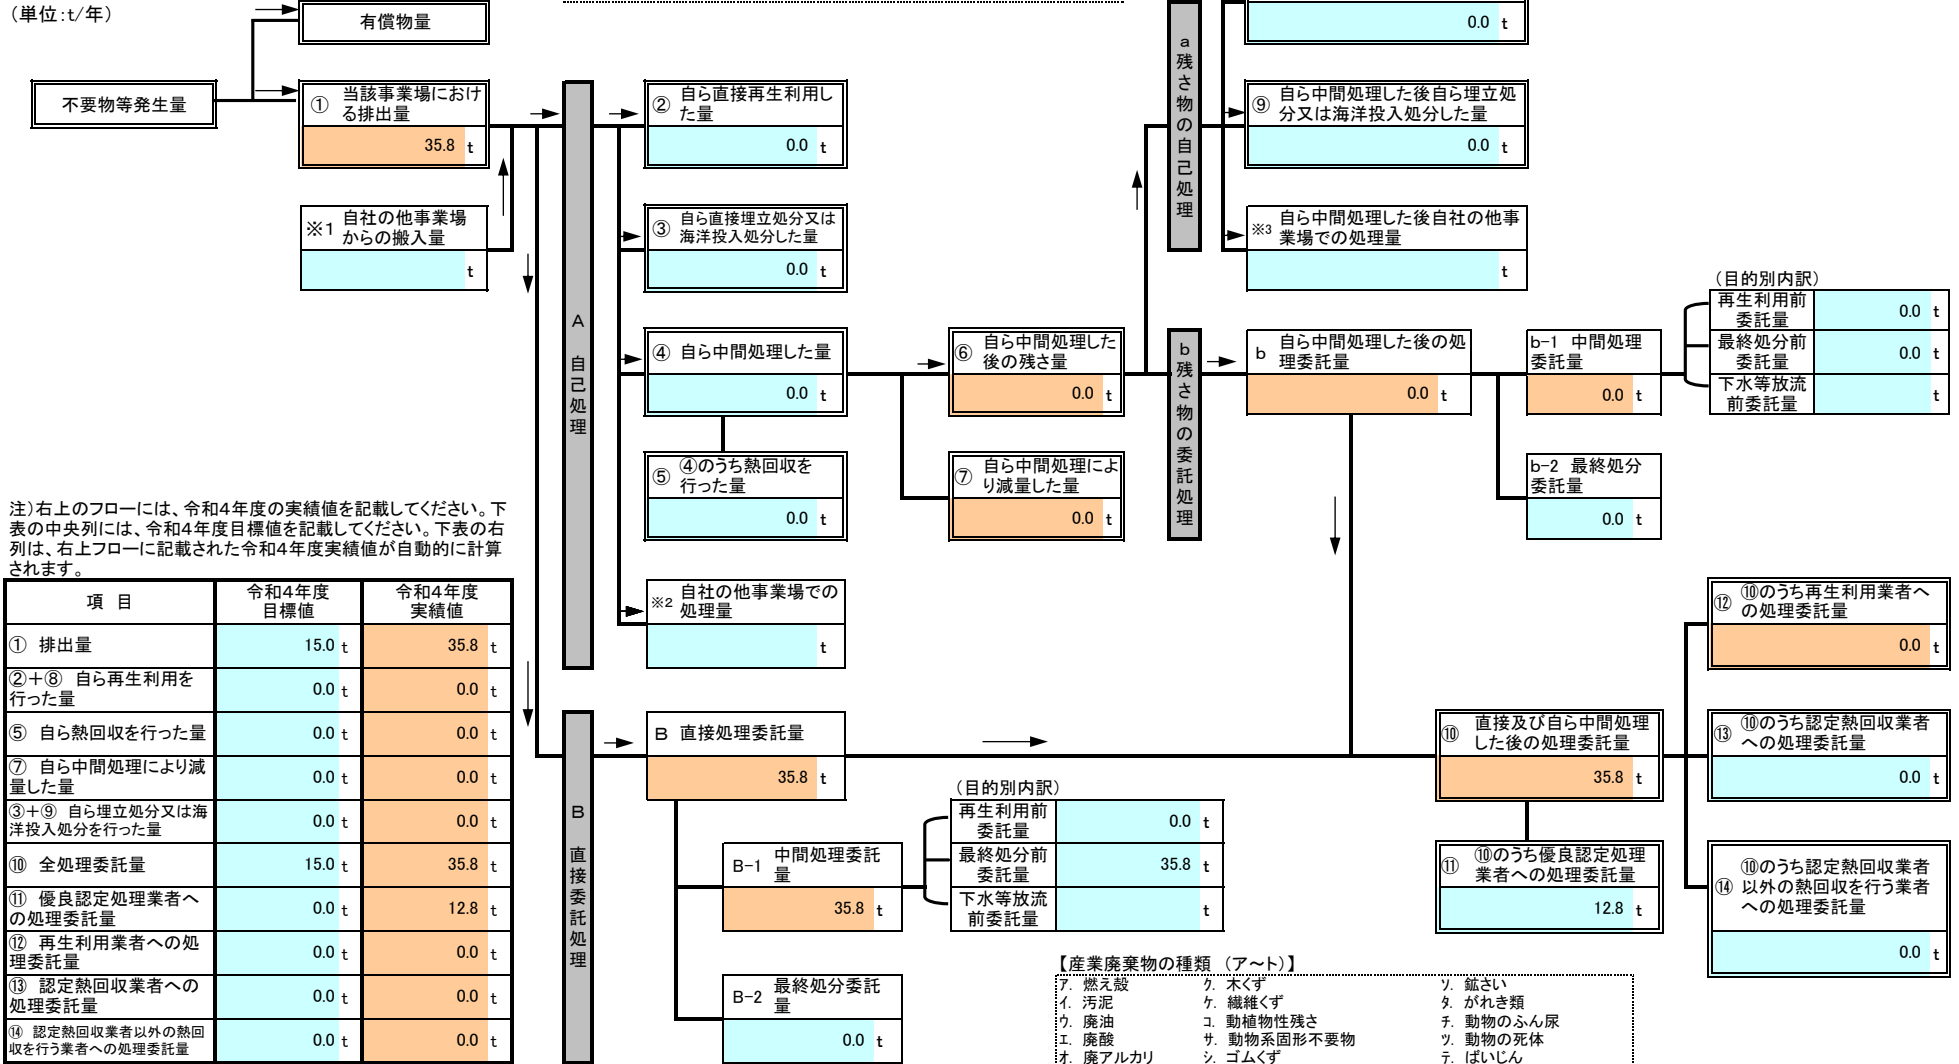 （単位：t/年）
有償物量
不要物等発生量
① 当該事業場におけ
る排出量
35.8 t
※1 自社の他事業場
からの搬入量
t
A 自己処理
② 自ら直接再生利用し
た量
0.0 t
③ 自ら直接埋立処分又は
海洋投入処分した量
0.0 t
④ 自ら中間処理した量
0.0 t
⑤ ④のうち熱回収を
行った量
0.0 t
※2 自社の他事業場での
処理量
t
⑥ 自ら中間処理した
後の残さ量
0.0 t
⑦ 自ら中間処理によ
り減量した量
0.0 t
a 残さ物の自己処理
0.0 t
⑨ 自ら中間処理した後自ら埋立処
分又は海洋投入処分した量
0.0 t
※3 自ら中間処理した後自社の他事
業場での処理量
t
b 残さ物の委託処理
b 自ら中間処理した後の処
理委託量
0.0 t
b-1 中間処理
委託量
0.0 t
b-2 最終処分
委託量
0.0 t
（目的別内訳）
再生利用前
委託量 0.0 t
最終処分前
委託量 0.0 t
下水等放流
前委託量 t
注）右上のフローには、令和４年度の実績値を記載してください。下
表の中央列には、令和４年度目標値を記載してください。下表の右
列は、右上フローに記載された令和４年度実績値が自動的に計算
されます。
項 目 令和４年度
目標値 令和４年度
実績値
① 排出量 15.0 t 35.8 t
②＋⑧ 自ら再生利用を
行った量 0.0 t 0.0 t
⑤ 自ら熱回収を行った量 0.0 t 0.0 t
⑦ 自ら中間処理により減
量した量 0.0 t 0.0 t
③＋⑨ 自ら埋立処分又は海
洋投入処分を行った量 0.0 t 0.0 t
⑩ 全処理委託量 15.0 t 35.8 t
⑪ 優良認定処理業者へ
の処理委託量 0.0 t 12.8 t
⑫ 再生利用業者への処
理委託量 0.0 t 0.0 t
⑬ 認定熱回収業者への
処理委託量 0.0 t 0.0 t
⑭ 認定熱回収業者以外の熱回
収を行う業者への処理委託量 0.0 t 0.0 t
B 直接委託処理
B 直接処理委託量
35.8 t
B-1 中間処理委託
量
35.8 t
B-2 最終処分委託
量
0.0 t
（目的別内訳）
再生利用前
委託量 0.0 t
最終処分前
委託量 35.8 t
下水等放流
前委託量 t
⑩ 直接及び自ら中間処理
した後の処理委託量
35.8 t
⑪ ⑩のうち優良認定処理
業者への処理委託量
12.8 t
⑫ ⑩のうち再生利用業者へ
の処理委託量
0.0 t
⑬ ⑩のうち認定熱回収業者
への処理委託量
0.0 t
⑭ ⑩のうち認定熱回収業者
以外の熱回収を行う業者
への処理委託量
0.0 t
【産業廃棄物の種類 （ア～ト）】
ア. 燃え殻 ク. 木くず ソ. 鉱さい
イ. 汚泥 ケ. 繊維くず タ. がれき類
ウ. 廃油 コ. 動植物性残さ チ. 動物のふん尿
エ. 廃酸 サ. 動物系固形不要物 ツ. 動物の死体
オ. 廃アルカリ シ. ゴムくず テ. ばいじん